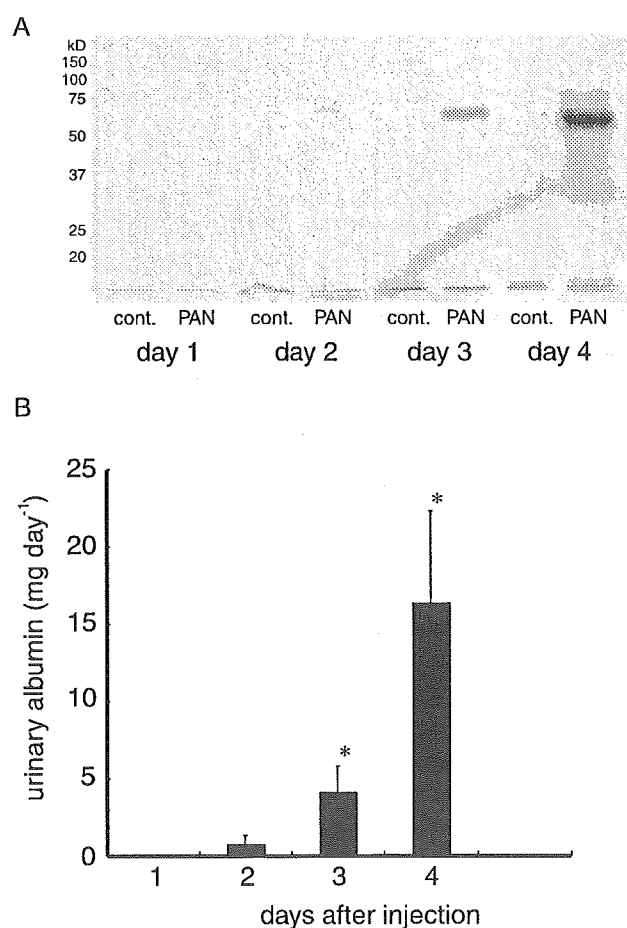 A
kD
150
100
75
50
37
25
20
cont. PAN cont. PAN cont. PAN cont. PAN
day 1 day 2 day 3 day 4
B
urinary albumin (mg day⁻¹)
25
20
15
10
5
0
*
*
1 2 3 4
days after injection